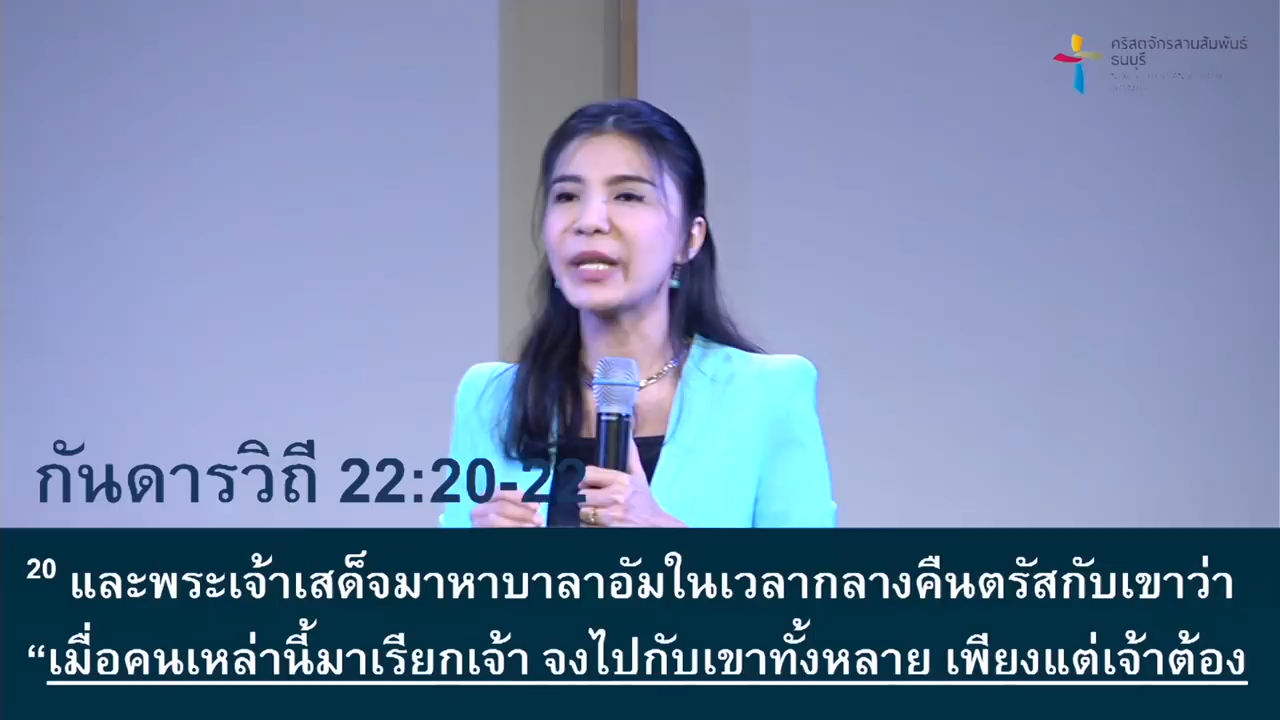 คริสตจักรสานสัมพันธ์
ธนบุรี
กันดารวิถี 22:20-22
20 และพระเจ้าเสด็จมาหาบาลาอัมในเวลากลางคืนตรัสกับเขาว่า
“เมื่อคนเหล่านี้มาเรียกเจ้า จงไปกับเขาทั้งหลาย เพียงแต่เจ้าต้อง